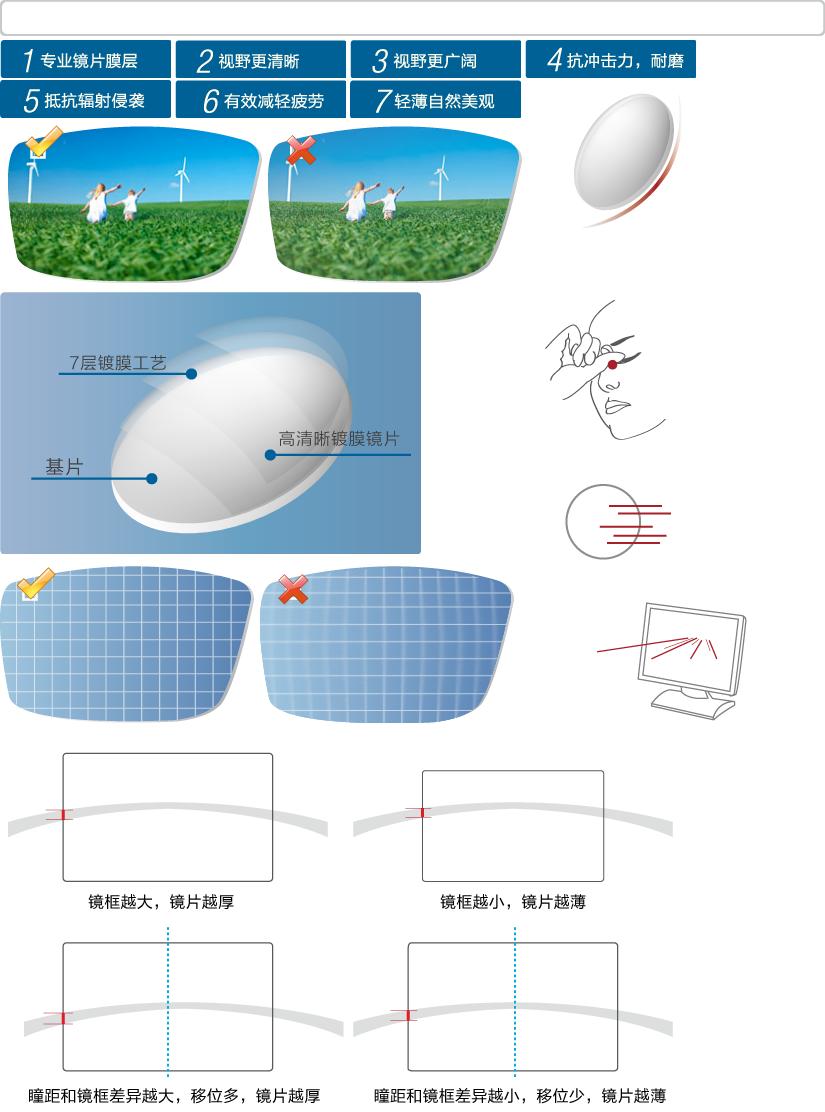 1 专业镜片膜层
2 视野更清晰
3 视野更广阔
4 抗冲击力，耐磨
5 抵抗辐射侵袭
6 有效减轻疲劳
7 轻薄自然美观
7层镀膜工艺
高清晰镀膜镜片
基片
镜框越大，镜片越厚
镜框越小，镜片越薄
瞳距和镜框差异越大，移位多，镜片越厚
瞳距和镜框差异越小，移位少，镜片越薄